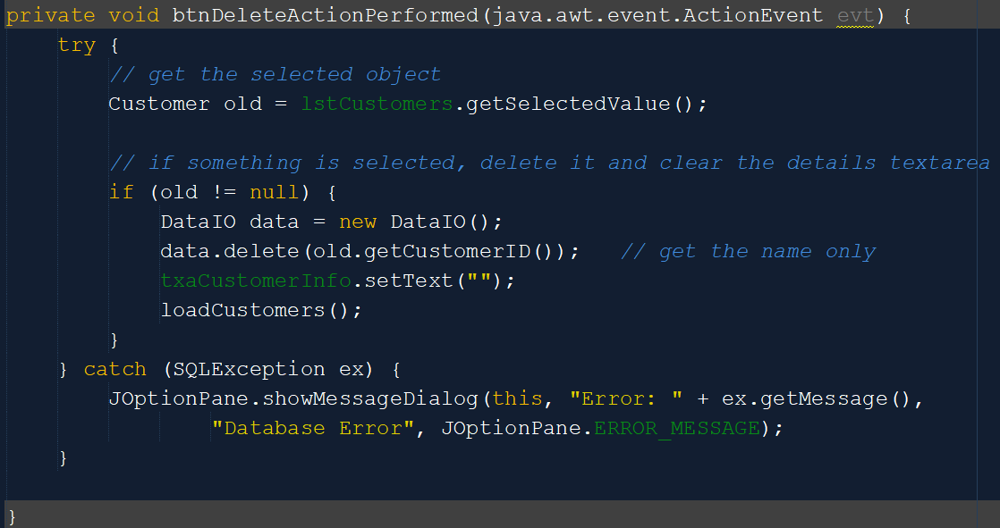 private void btnDeleteActionPerformed(java.awt.event.ActionEvent evt) {
try {
// get the selected object
Customer old = lstCustomers.getSelectedValue();
// if something is selected, delete it and clear the details textarea
if (old != null) {
DataIO data = new DataIO();
data.delete(old.getCustomerID());   // get the name only
txaCustomerInfo.setText("");
loadCustomers();
}
} catch (SQLException ex) {
JOptionPane.showMessageDialog(this, "Error: " + ex.getMessage(),
"Database Error", JOptionPane.ERROR_MESSAGE);
}
}